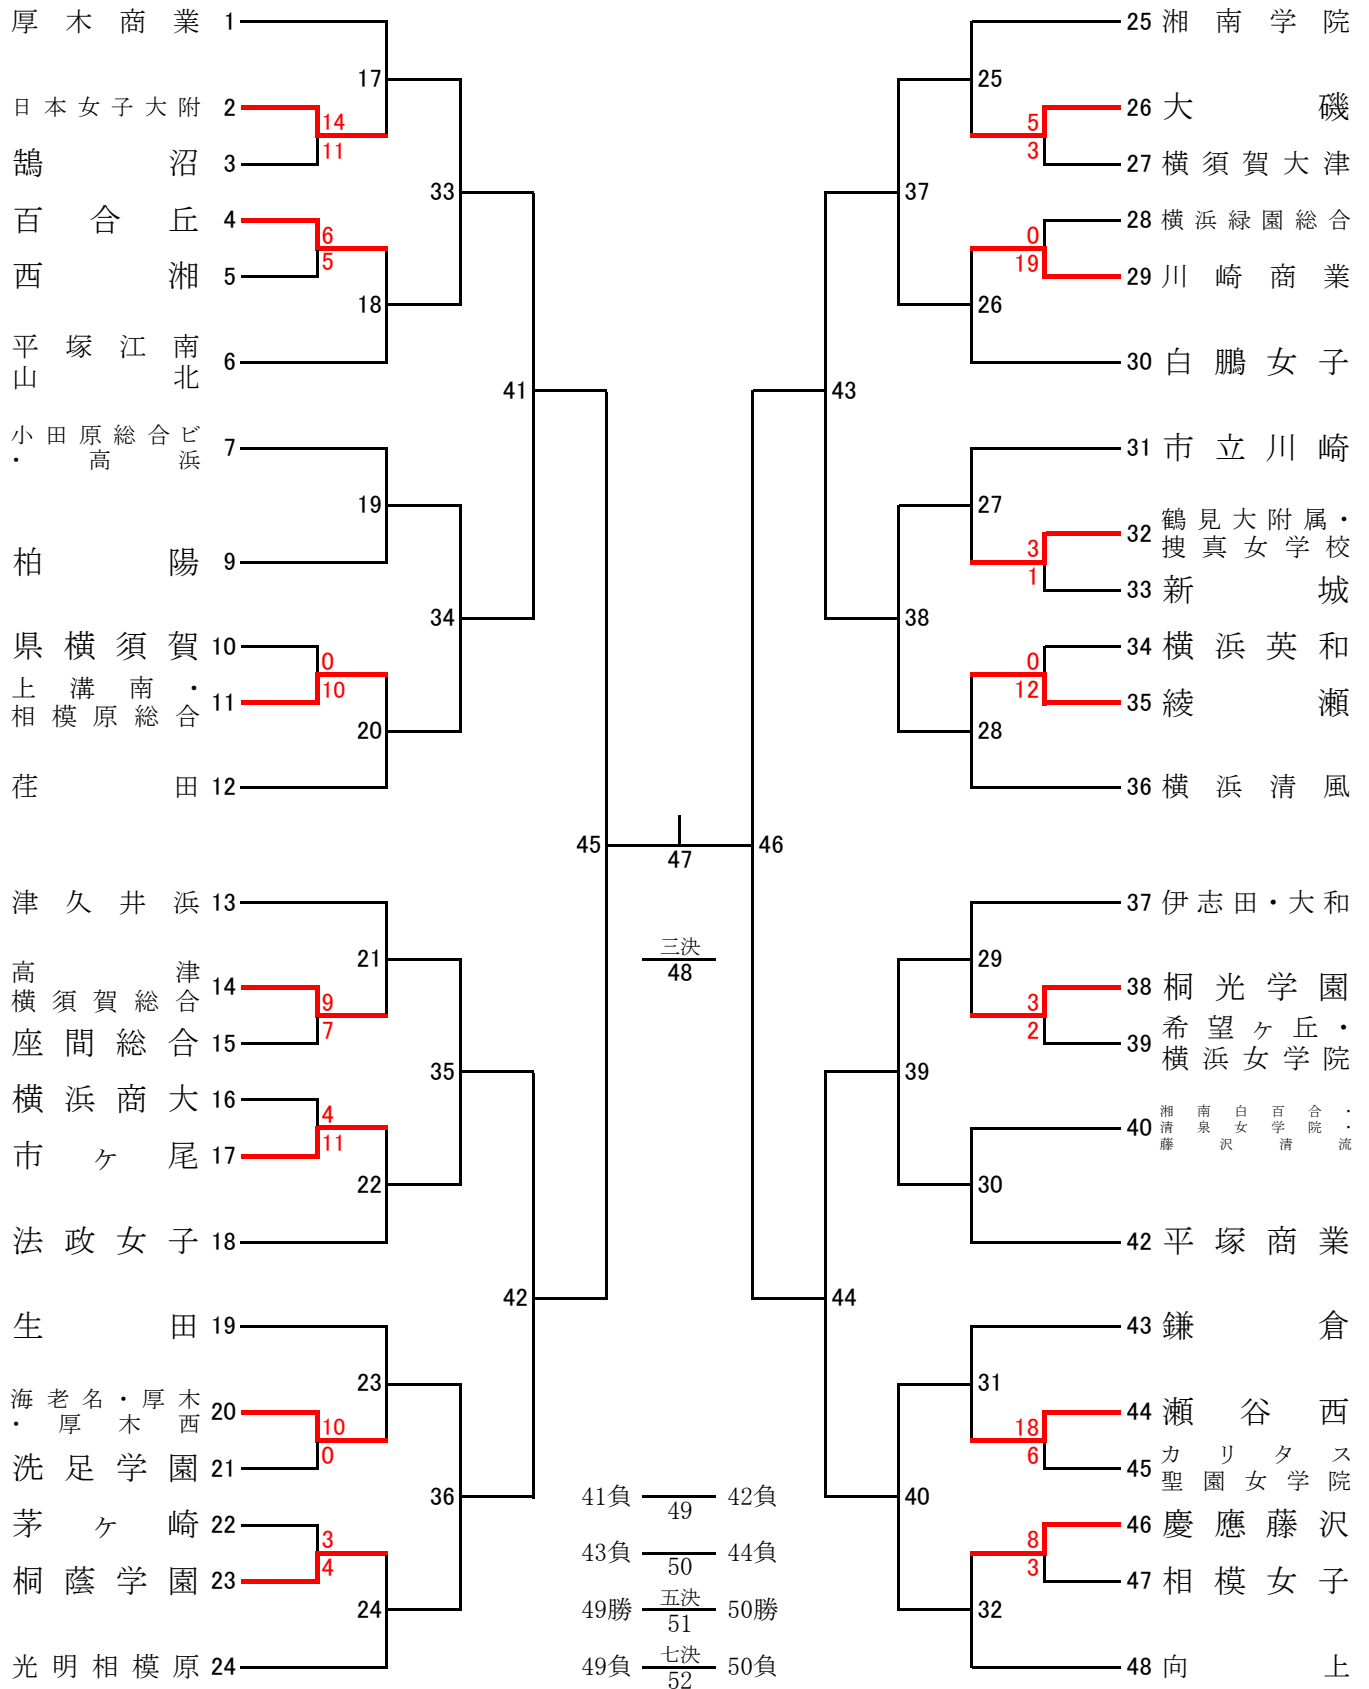 厚木商業 1
17
日本女子大附 2
14
11
鵠沼 3
33
百合丘 4
6
5
西湘 5
18
平塚江南
山北 6
41
小田原総合ビ
・高浜 7
19
柏陽 9
34
県横須賀 10
0
10
上溝南・
相模原総合 11
20
荏田 12
45
津久井浜 13
21
高津
横須賀総合 14
9
7
座間総合 15
35
横浜商大 16
4
11
市ヶ尾 17
22
法政女子 18
42
生田 19
23
海老名・厚木
・厚木西 20
10
0
洗足学園 21
36
茅ヶ崎 22
3
4
桐蔭学園 23
24
光明相模原 24
47
三決
48
41負 49 42負
43負 50 44負
49勝 五決 50勝
51
49負 七決 50負
52
25 湘南学院
25
26 大磯
5
3
27 横須賀大津
37
28 横浜緑園総合
0
19
29 川崎商業
26
30 白鵬女子
43
31 市立川崎
27
32 鶴見大附属・
捜真女学校
3
1
33 新城
38
34 横浜英和
0
12
35 綾瀬
28
36 横浜清風
46
37 伊志田・大和
29
38 桐光学園
3
2
39 希望ヶ丘・
横浜女学院
39
40 湘南白百合・
清泉女学院・
藤沢清流
30
42 平塚商業
44
43 鎌倉
31
44 瀬谷西
18
6
45 カリタス
聖園女学院
40
46 慶應藤沢
8
3
47 相模女子
32
48 向上